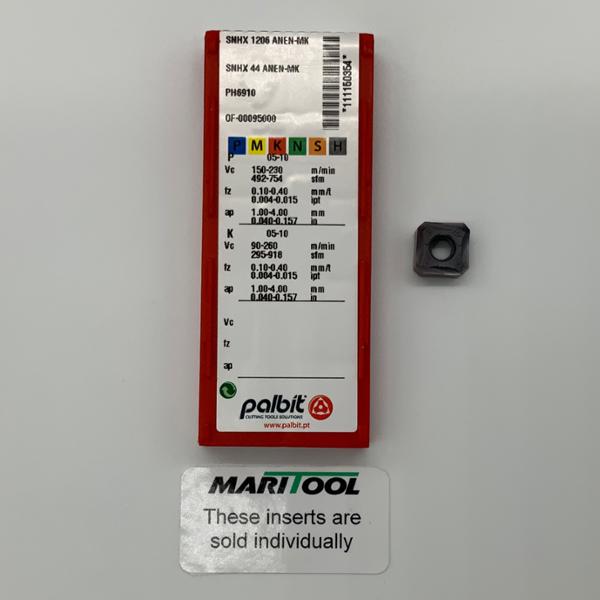 SNHX 1206 ANEN-MK
SNHX 44 ANEN-MK
PH6910
OF-00095000
*111150354*
P M K N S H
P 05-10
Vc 150-230 m/min
492-754 sfm
fz 0.10-0.40 mm/t
0.004-0.015 ipt
ap 1.00-4.00 mm
0.040-0.157 in
K 05-10
Vc 90-260 m/min
295-918 sfm
fz 0.10-0.40 mm/t
0.004-0.015 ipt
ap 1.00-4.00 mm
0.040-0.157 in
Vc
fz
ap
palbit
CUTTING TOOLS SOLUTIONS
www.palbit.pt
MARITOOL
These inserts are
sold individually